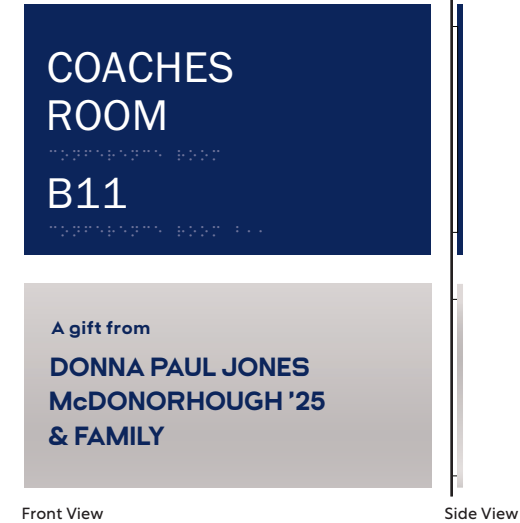 COACHES
ROOM
B11
A gift from
DONNA PAUL JONES
McDONORHOUGH '25
& FAMILY
Front View
Side View